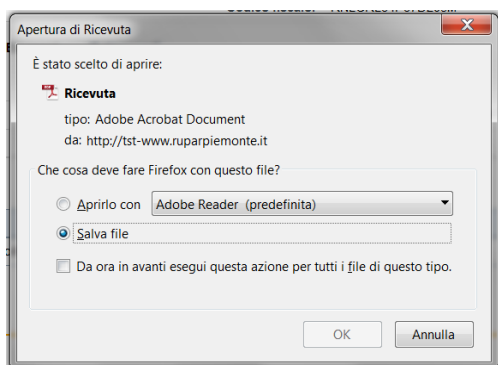 Apertura di Ricevuta
È stato scelto di aprire:
Ricevuta
tipo: Adobe Acrobat Document
da: http://tst-www.ruparpiemonte.it
Che cosa deve fare Firefox con questo file?
Aprirlo con Adobe Reader (predefinita)
Salva file
Da ora in avanti esegui questa azione per tutti i file di questo tipo.
OK Annulla